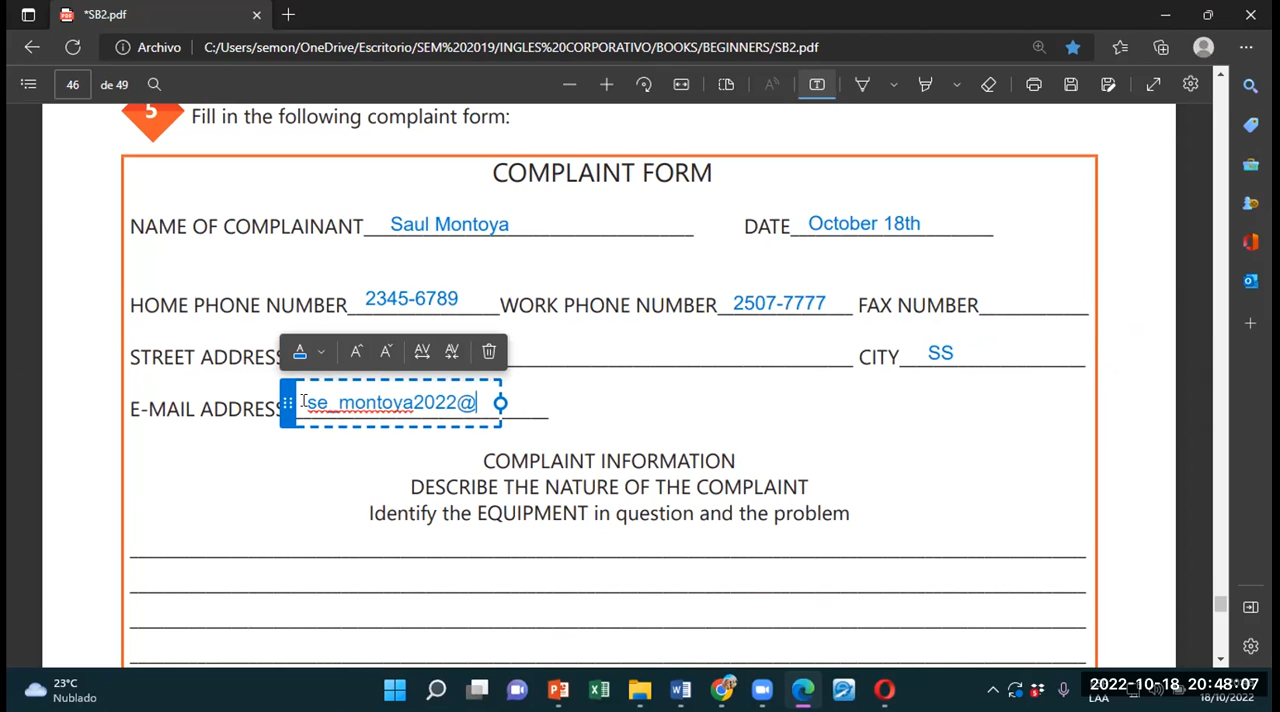 *SB2.pdf
Archivo C:/Users/semon/OneDrive/Escritorio/SEM%202019/INGLES%20CORPORATIVO/BOOKS/BEGINNERS/SB2.pdf
46 de 49
5 Fill in the following complaint form:
COMPLAINT FORM
NAME OF COMPLAINANT Saul Montoya DATE October 18th
HOME PHONE NUMBER 2345-6789 WORK PHONE NUMBER 2507-7777 FAX NUMBER
STREET ADDRESS CITY SS
E-MAIL ADDRESS se_montoya2022@
COMPLAINT INFORMATION
DESCRIBE THE NATURE OF THE COMPLAINT
Identify the EQUIPMENT in question and the problem
23°C
Nublado
2022-10-18 20:48:07
LAA 18/10/2022